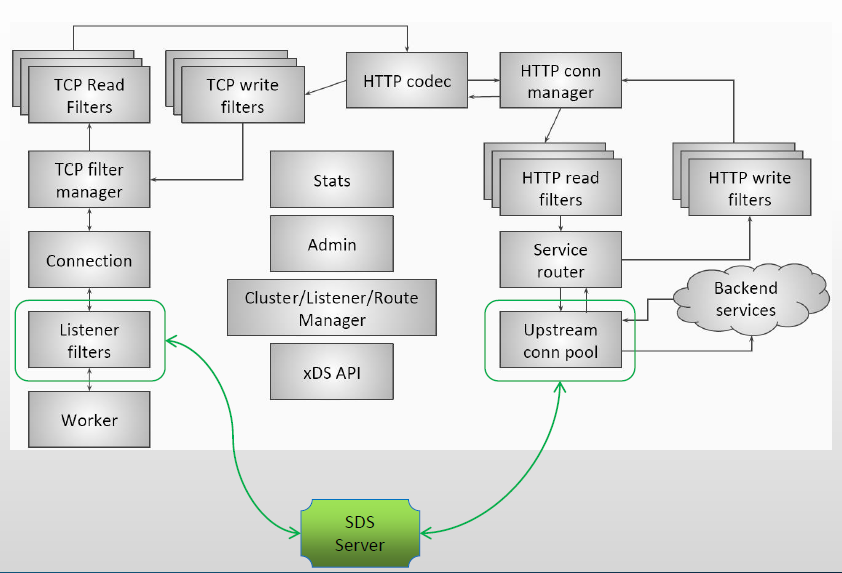 TCP Read
Filters
TCP write
filters
HTTP codec
HTTP conn
manager
TCP filter
manager
Stats
HTTP read
filters
HTTP write
filters
Connection
Admin
Service
router
Cluster/Listener/Route
Manager
Backend
services
Listener
filters
Upstream
conn pool
xDS API
Worker
SDS
Server